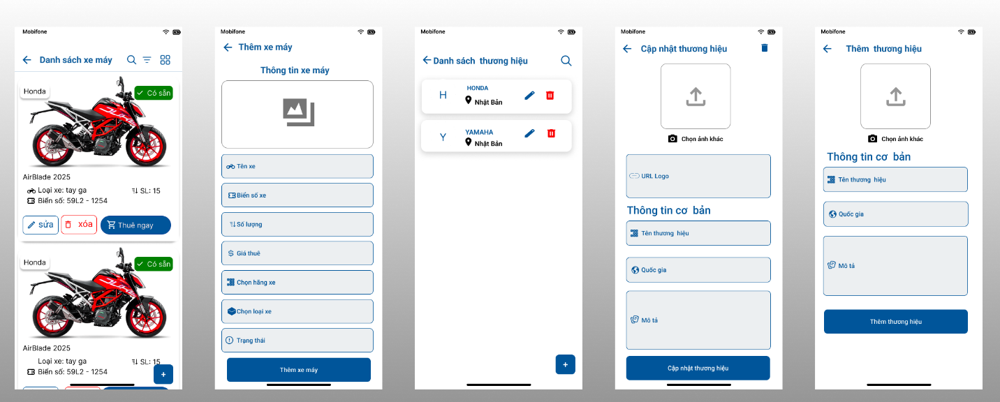 Mobifone
Danh sách xe máy
Honda
Có sẵn
DUKE
AirBlade 2025
Loại xe: tay ga
SL: 15
Biển số: 59L2 - 1254
sửa
xóa
Thuê ngay
Honda
Có sẵn
DUKE
AirBlade 2025
Loại xe: tay ga
SL: 15
Biển số: 59L2 - 1254
+
Mobifone
Thêm xe máy
Thông tin xe máy
Tên xe
Biển số xe
Số lượng
Giá thuê
Chọn hãng xe
Chọn loại xe
Trạng thái
Thêm xe máy
Mobifone
Danh sách thương hiệu
H
HONDA
Nhật Bản
Y
YAMAHA
Nhật Bản
+
Mobifone
Cập nhật thương hiệu
Chọn ảnh khác
URL Logo
Thông tin cơ bản
Tên thương hiệu
Quốc gia
Mô tả
Cập nhật thương hiệu
Mobifone
Thêm thương hiệu
Chọn ảnh khác
Thông tin cơ bản
Tên thương hiệu
Quốc gia
Mô tả
Thêm thương hiệu